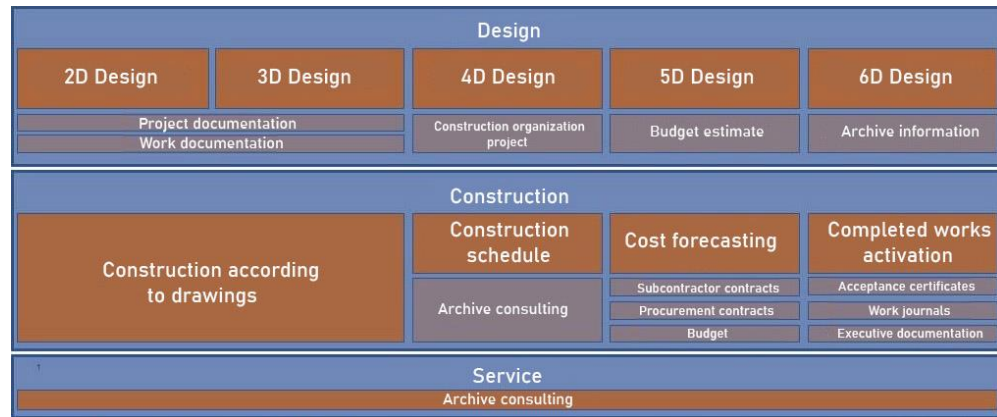 Design
2D Design
3D Design
4D Design
5D Design
6D Design
Project documentation
Work documentation
Construction organization
project
Budget estimate
Archive information
Construction
Construction according
to drawings
Construction
schedule
Archive consulting
Cost forecasting
Subcontractor contracts
Procurement contracts
Budget
Completed works
activation
Acceptance certificates
Work journals
Executive documentation
Service
Archive consulting